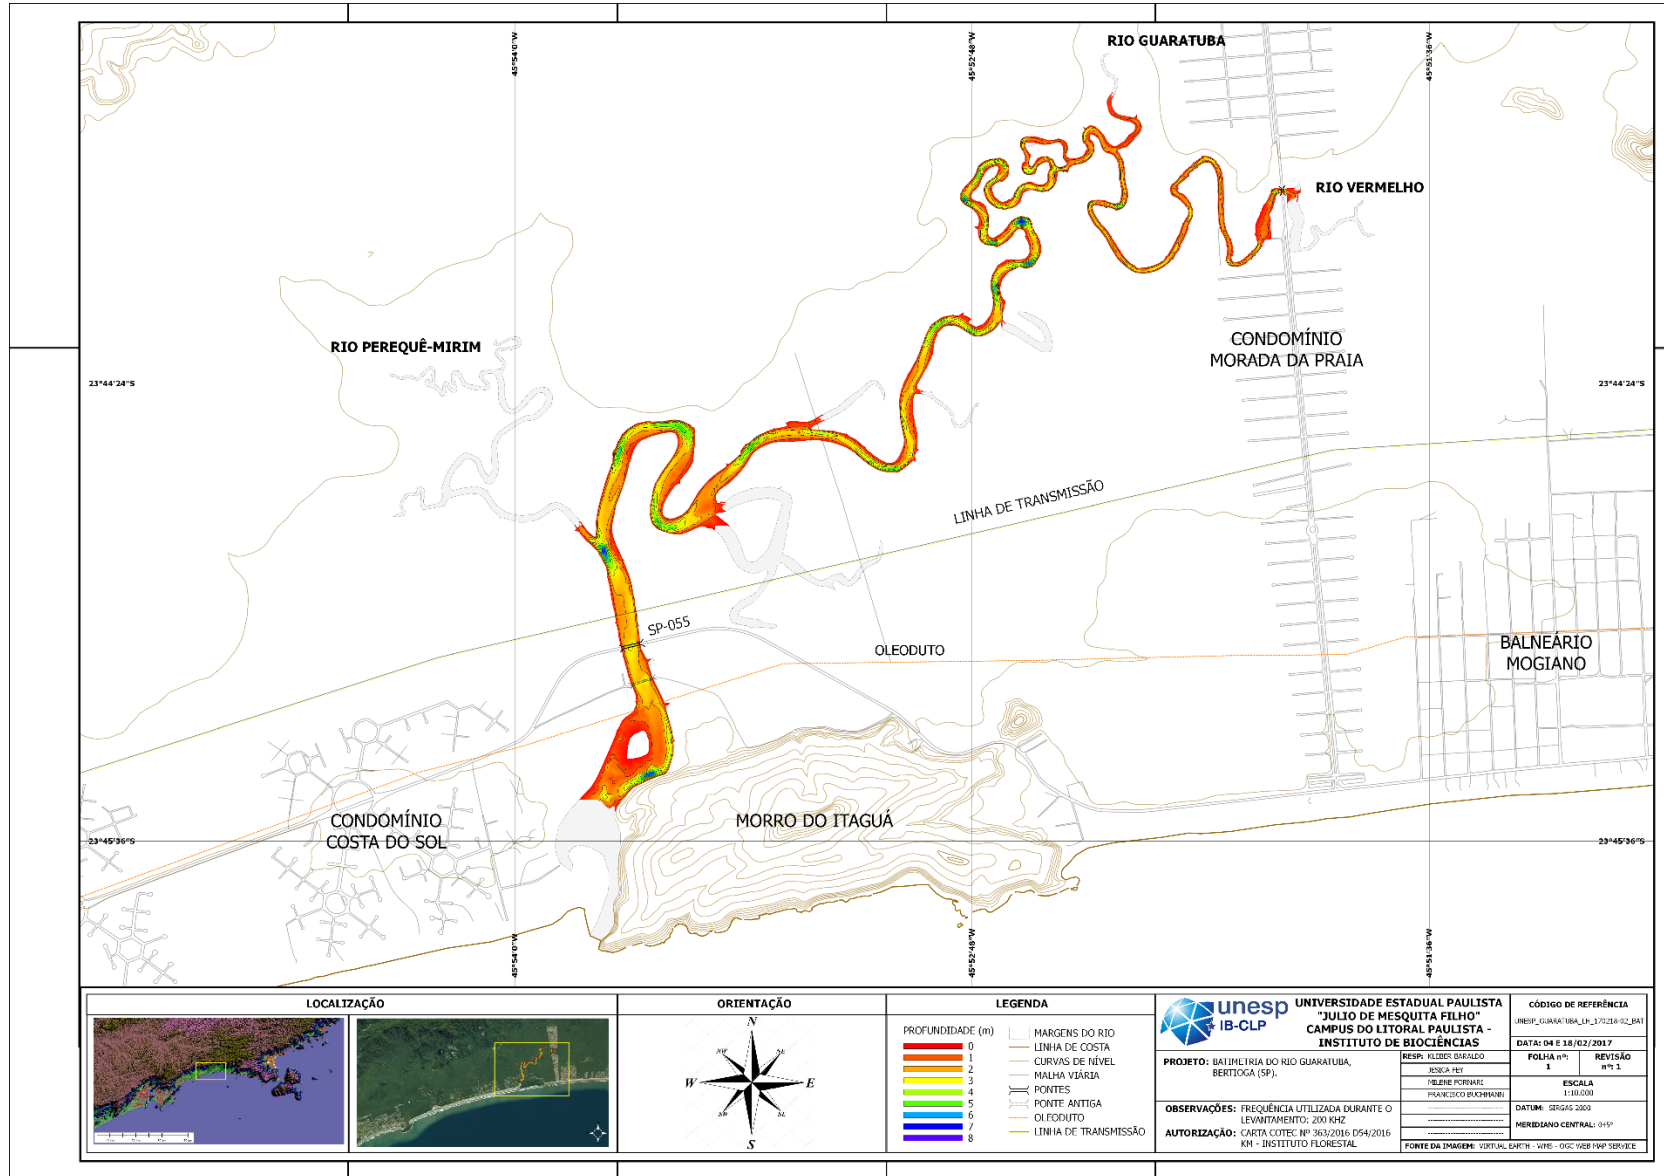 RIO GUARATUBA
45°54'0"W
45°52'48"W
45°51'36"W
RIO VERMELHO
RIO PEREQUÊ-MIRIM
CONDOMÍNIO
MORADA DA PRAIA
23°44'24"S
23°44'24"S
LINHA DE TRANSMISSÃO
SP-055
OLEODUTO
BALNEÁRIO
MOGIANO
CONDOMÍNIO
COSTA DO SOL
MORRO DO ITAGUÁ
23°45'36"S
23°45'36"S
45°54'0"W
45°52'48"W
45°51'36"W
LOCALIZAÇÃO
ORIENTAÇÃO
N
NW
NE
W
E
SW
S
LEGENDA
PROFUNDIDADE (m)
0
1
2
3
4
5
6
7
8
MARGENS DO RIO
LINHA DE COSTA
CURVAS DE NÍVEL
MALHA VIÁRIA
PONTES
PONTE ANTIGA
OLEODUTO
LINHA DE TRANSMISSÃO
unesp
IB-CLP
UNIVERSIDADE ESTADUAL PAULISTA
"JULIO DE MESQUITA FILHO"
CAMPUS DO LITORAL PAULISTA -
INSTITUTO DE BIOCIÊNCIAS
PROJETO: BATIMETRIA DO RIO GUARATUBA,
BERTIOGA (SP).
RESP: KLEBER BARALDO
JESICA FEY
MILENE FORNARI
FRANCISCO BUCHMANN
OBSERVAÇÕES: FREQUÊNCIA UTILIZADA DURANTE O
LEVANTAMENTO: 200 KHZ
AUTORIZAÇÃO: CARTA COTEC Nº 363/2016 D54/2016
KM - INSTITUTO FLORESTAL
CÓDIGO DE REFERÊNCIA
UNESP_GUARATUBA_LH_170218-02_BAT
DATA: 04 E 18/02/2017
FOLHA nº:
1
REVISÃO
nº: 1
ESCALA
1:10.000
DATUM: SIRGAS 2000
MERIDIANO CENTRAL:
FONTE DA IMAGEM: VIRTUAL EARTH - WMS - OGC WEB MAP SERVICE